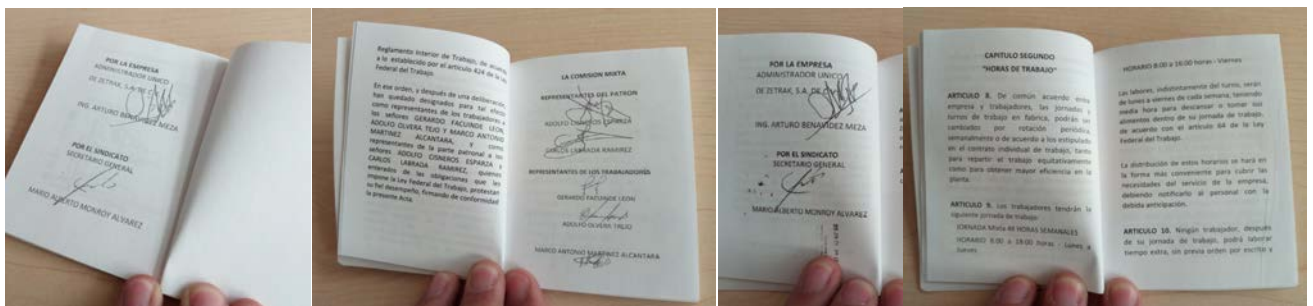 POR LA EMPRESA
ADMINISTRADOR UNICO
DE ZETRAK, S.A. DE C.V.
ING. ARTURO BENAVIDEZ MEZA
POR EL SINDICATO
SECRETARIO GENERAL
MARIO ALBERTO MONROY ALVAREZ
Reglamento Interior de Trabajo, de acuerdo
a lo establecido por el artículo 424 de la Ley
Federal del Trabajo.
En ese orden, y después de una deliberación,
han quedado designados para tal efecto
como representantes de los trabajadores a
los señores GERARDO FACUINDE LEON,
ADOLFO OLVERA TEJO Y MARCO ANTONIO
MARTINEZ ALCANTARA, y como
representantes de la parte patronal a los
señores ADOLFO CISNEROS ESPARZA Y
CARLOS LABRADA RAMIREZ, quienes
enterados de las obligaciones que les
impone la Ley Federal del Trabajo, protestan
su fiel desempeño, firmando de conformidad
la presente Acta.
LA COMISION MIXTA
REPRESENTANTES DEL PATRON
ADOLFO CISNEROS ESPARZA
CARLOS LABRADA RAMIREZ
REPRESENTANTES DE LOS TRABAJADORES
GERARDO FACUINDE LEON
ADOLFO OLVERA
MARCO ANTONIO MARTINEZ ALCANTARA
POR LA EMPRESA
ADMINISTRADOR UNICO
DE ZETRAK, S.A. DE C.V.
ING. ARTURO BENAVIDEZ MEZA
POR EL SINDICATO
SECRETARIO GENERAL
MARIO ALBERTO MONROY ALVAREZ
CAPITULO SEGUNDO
"HORAS DE TRABAJO"
ARTICULO 8. De común acuerdo entre
empresa y trabajadores, las jornadas y
turnos de trabajo en fabrica, podrán ser
cambiados por rotación periódica,
semanalmente o de acuerdo a los estipulado
en el contrato individual de trabajo, tanto
para repartir el trabajo equitativamente
como para obtener mayor eficiencia en la
planta.
ARTICULO 9. Los trabajadores tendrán la
siguiente jornada de trabajo:
JORNADA Mixta 48 HORAS SEMANALES
HORARIO 8:00 a 18:00 horas - Lunes a
Jueves
HORARIO 8:00 a 16:00 horas - Viernes
Las labores, indistintamente del turno, serán
de lunes a viernes de cada semana, teniendo
media hora para descansar o tomar sus
alimentos dentro de su jornada de trabajo,
de acuerdo con el artículo 64 de la Ley
Federal del Trabajo.
La distribución de estos horarios se hará en
la forma más conveniente para cubrir las
necesidades del servicio de la empresa,
debiendo notificarlo al personal con la
debida anticipación.
ARTICULO 10. Ningún trabajador, después
de su jornada de trabajo, podrá laborar
tiempo extra, sin previa orden por escrito y